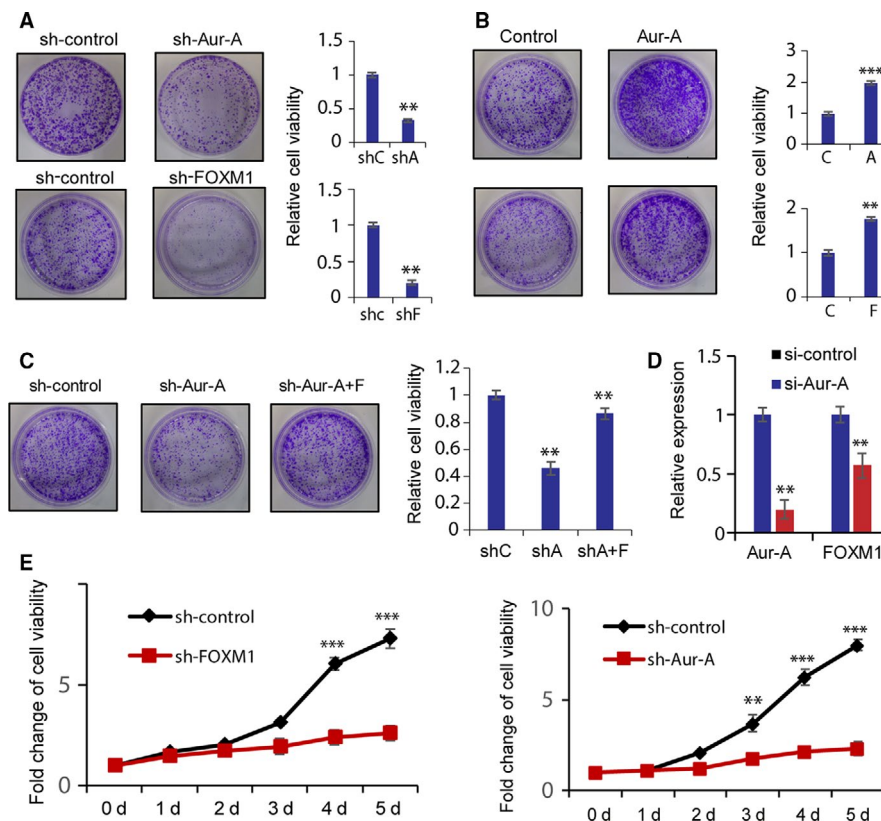 A
sh-control sh-Aur-A
sh-control sh-FOXM1
Relative cell viability
1.5
1
0.5
0
**
shC shA
1.5
1
0.5
0
**
shc shF
B
Control Aur-A
Relative cell viability
3
2
1
0
***
C A
2
1
0
**
C F
C
sh-control sh-Aur-A sh-Aur-A+F
Relative cell viability
1.2
1
0.8
0.6
0.4
0.2
0
** **
shC shA shA+F
D
Relative expression
1.5
1
0.5
0
si-control
si-Aur-A
** **
Aur-A FOXM1
E
Fold change of cell viability
5
0
sh-control
sh-FOXM1
*** ***
0 d 1 d 2 d 3 d 4 d 5 d
Fold change of cell viability
10
5
0
sh-control
sh-Aur-A
** *** ***
0 d 1 d 2 d 3 d 4 d 5 d